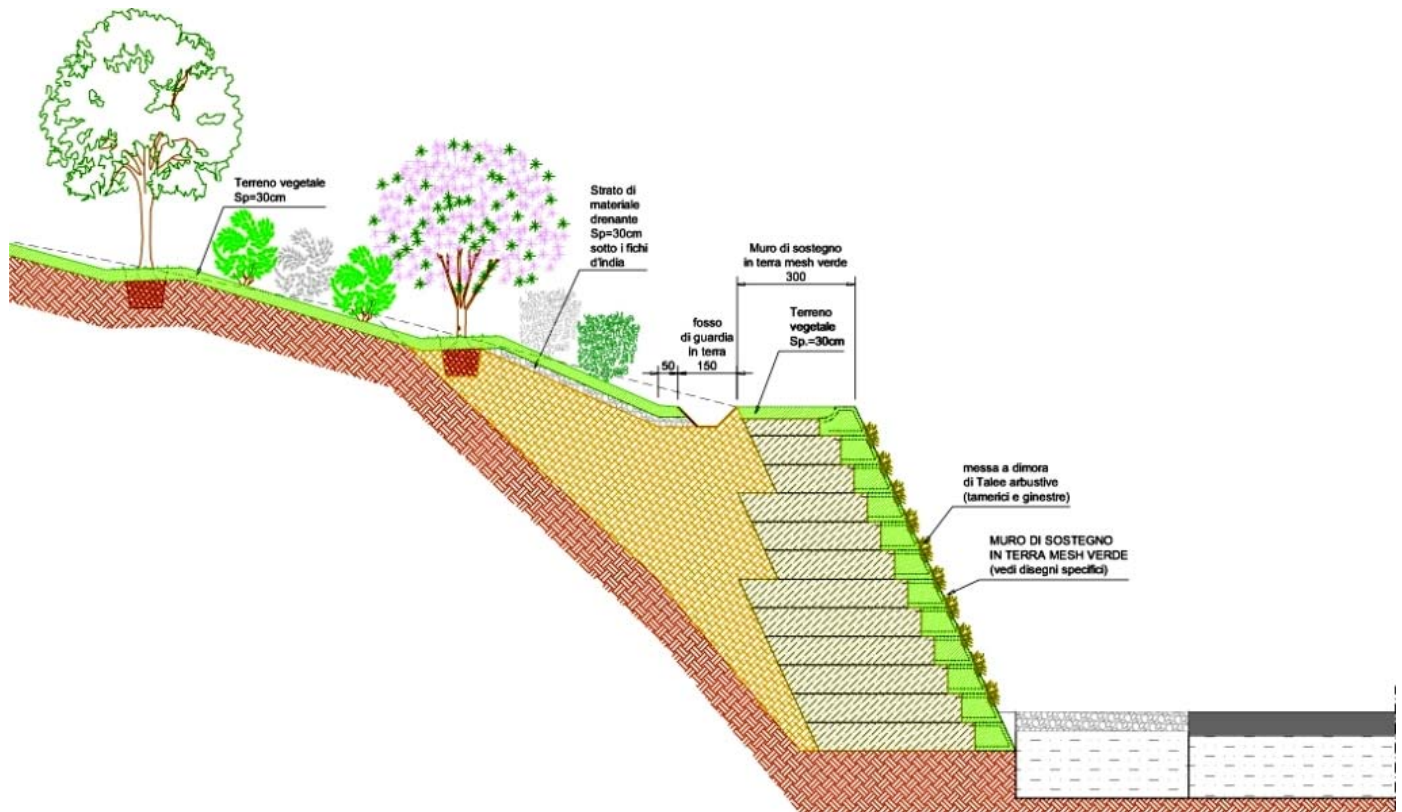 Terreno vegetale
Sp=30cm
Strato di
materiale
drenante
Sp=30cm
sotto i fichi
d'india
Muro di sostegno
in terra mesh verde
300
fosso
di guardia
in terra
50
150
Terreno
vegetale
Sp.=30cm
messa a dimora
di Talee arbustive
(tamerici e ginestre)
MURO DI SOSTEGNO
IN TERRA MESH VERDE
(vedi disegni specifici)